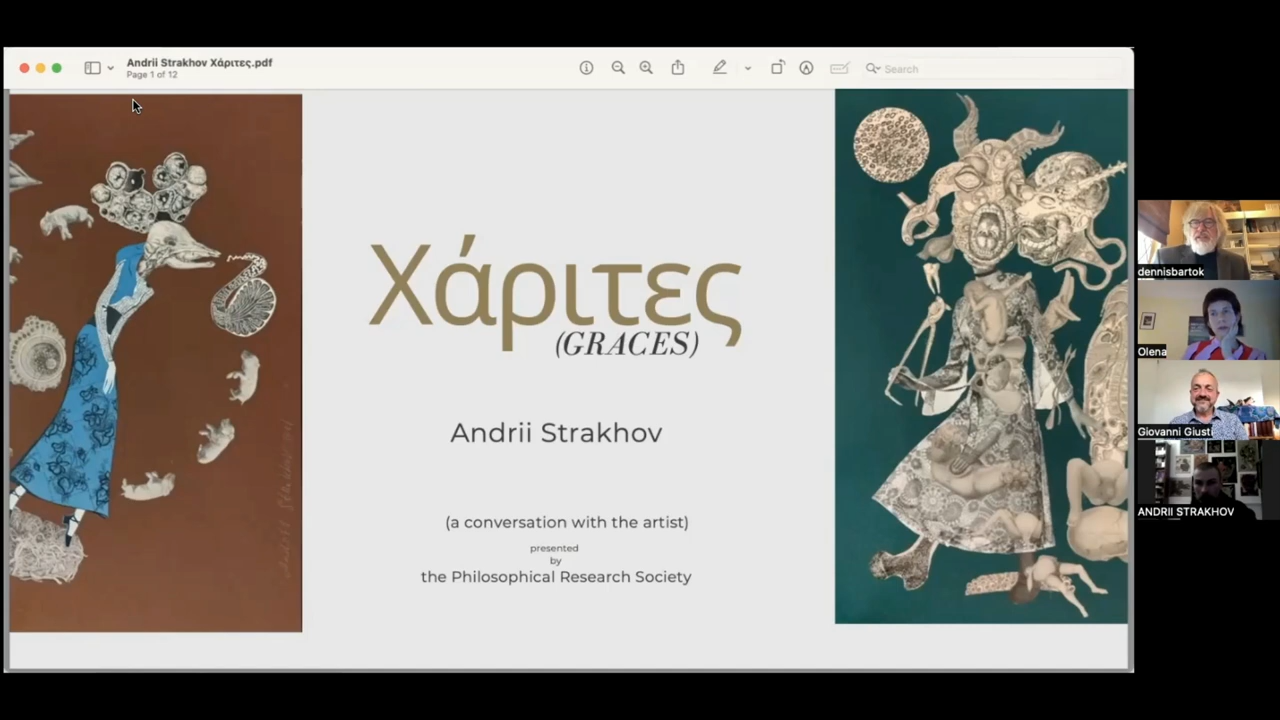 Andrii Strakhov Χάριτες.pdf
Page 1 of 12
Search
Χάριτες
(GRACES)
Andrii Strakhov
(a conversation with the artist)
presented
by
the Philosophical Research Society
dennisbartok
Olena
Giovanni Giusti
ANDRII STRAKHOV